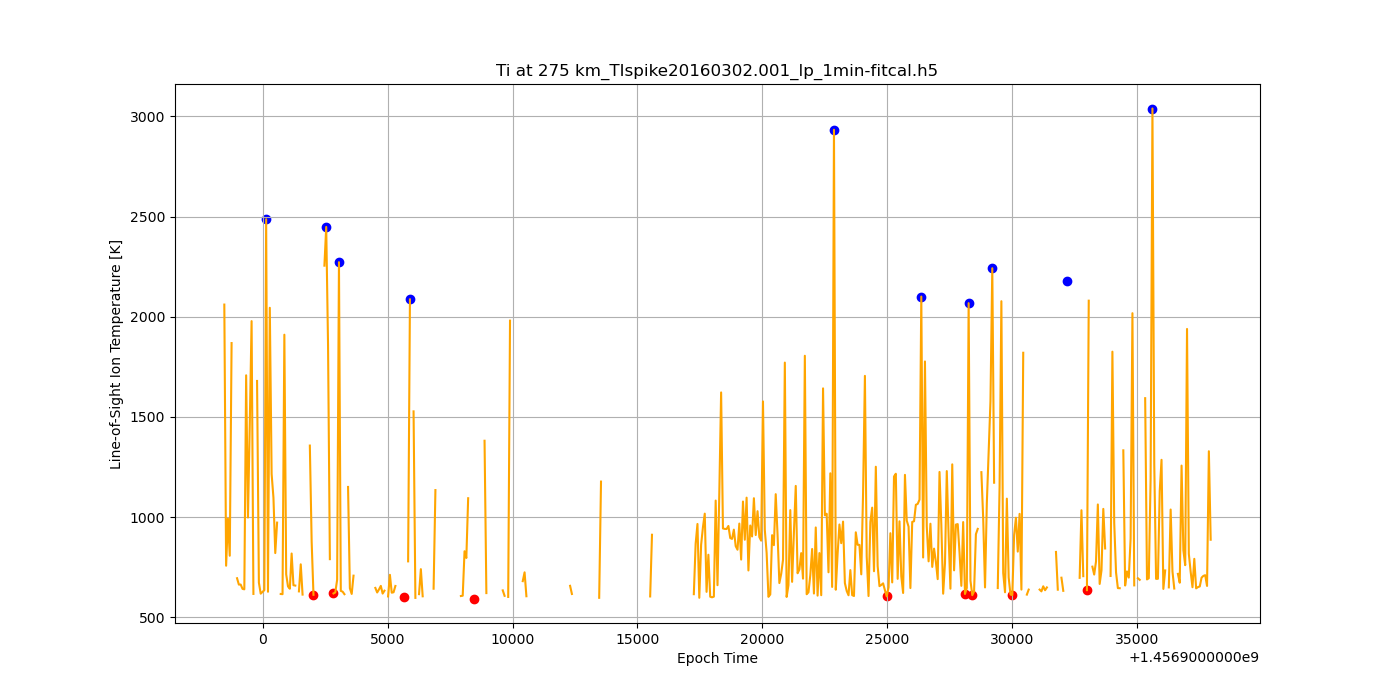 Ti at 275 km_TIspike20160302.001_lp_1min-fitcal.h5
3000
2500
2000
1500
1000
500
Line-of-Sight Ion Temperature [K]
0 5000 10000 15000 20000 25000 30000 35000
Epoch Time
+1.4569000000e9